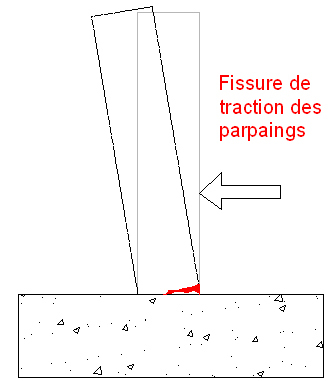 Fissure de
traction des
parpaings